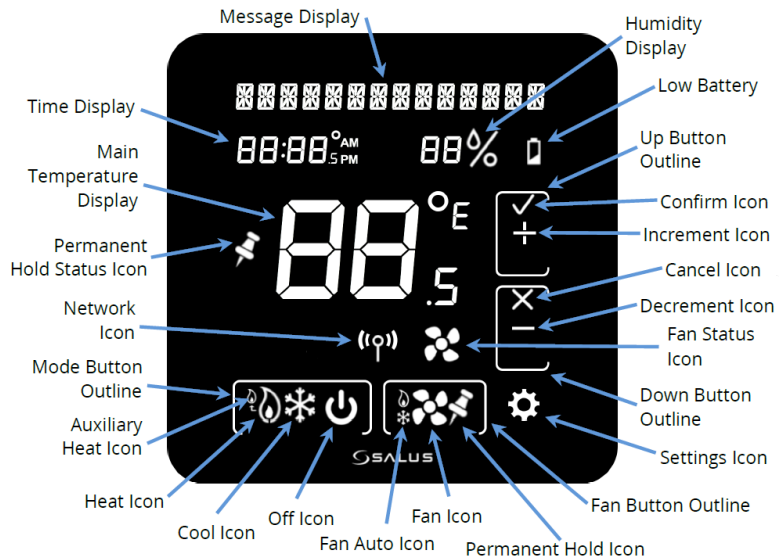 Message Display
Humidity
Display
Time Display
Low Battery
88:88.5 °AM PM
88%
Main
Temperature
Display
Up Button
Outline
88.5 °E
Confirm Icon
Increment Icon
Permanent
Hold Status Icon
Cancel Icon
Decrement Icon
Network
Icon
Fan Status
Icon
Mode Button
Outline
Down Button
Outline
Auxiliary
Heat Icon
SALUS
Settings Icon
Heat Icon
Cool Icon
Off Icon
Fan Auto Icon
Fan Icon
Permanent Hold Icon
Fan Button Outline